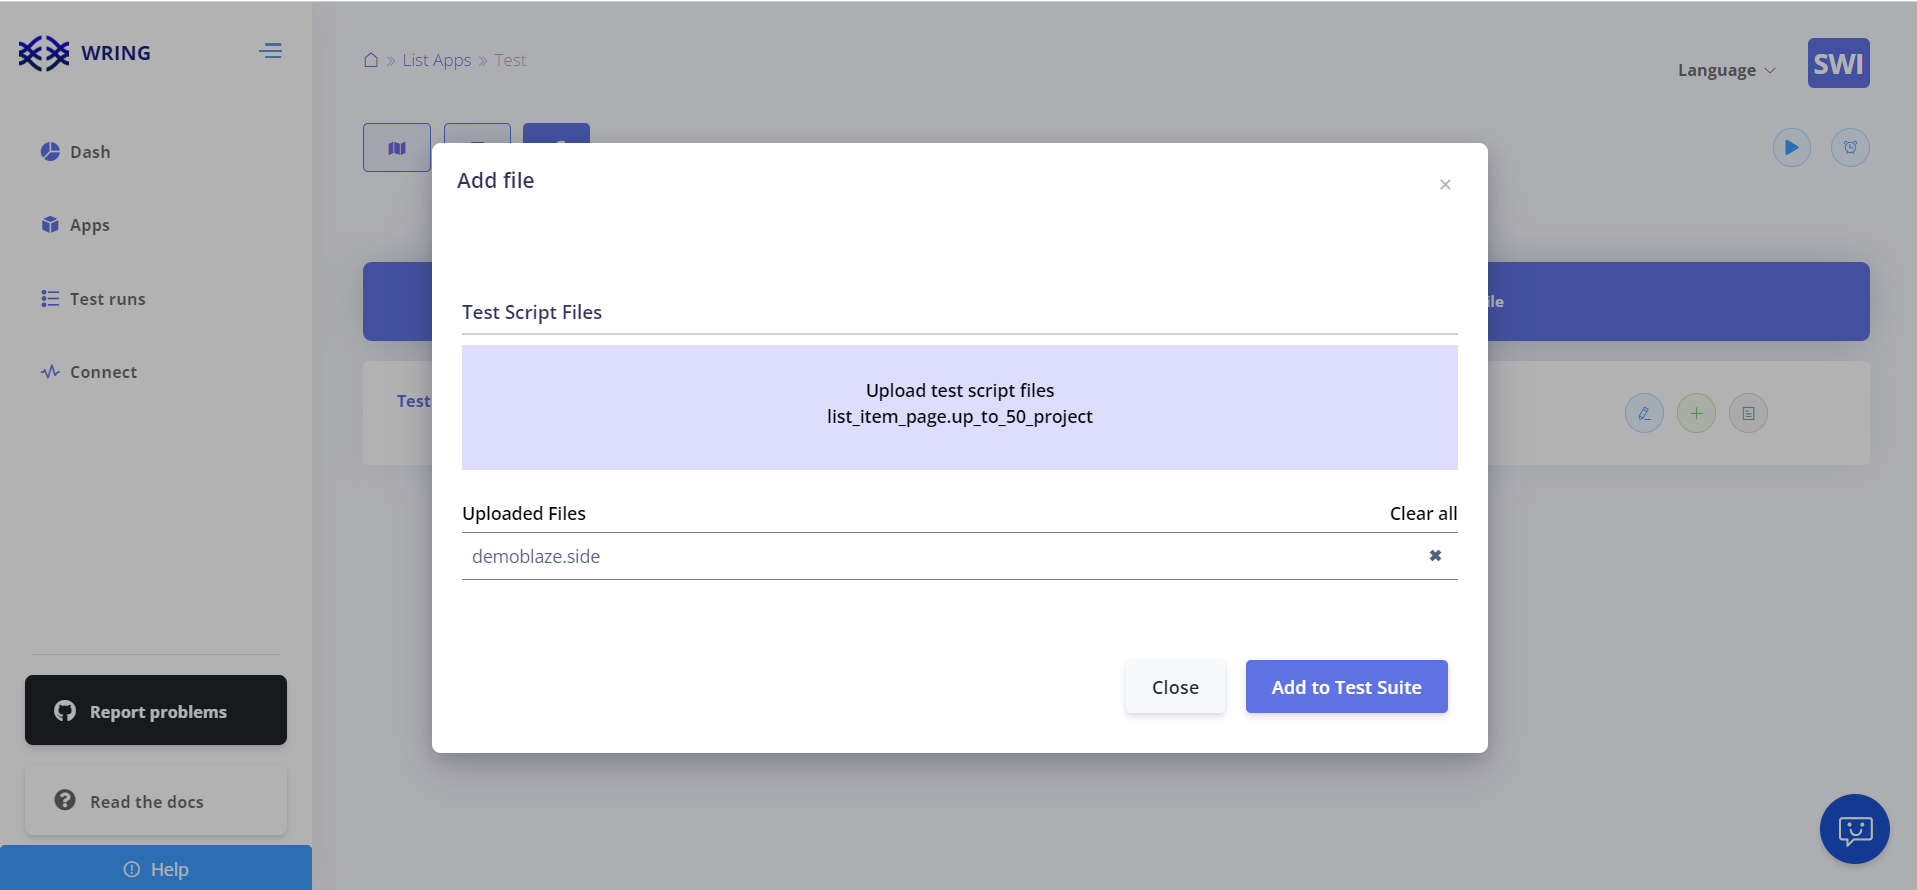 WRING
List Apps » Test
Language
SWI
Dash
Apps
Test runs
Connect
Report problems
Read the docs
Help
Test
Add file
×
Test Script Files
Upload test script files
list_item_page.up_to_50_project
Uploaded Files
Clear all
demoblaze.side
Close
Add to Test Suite